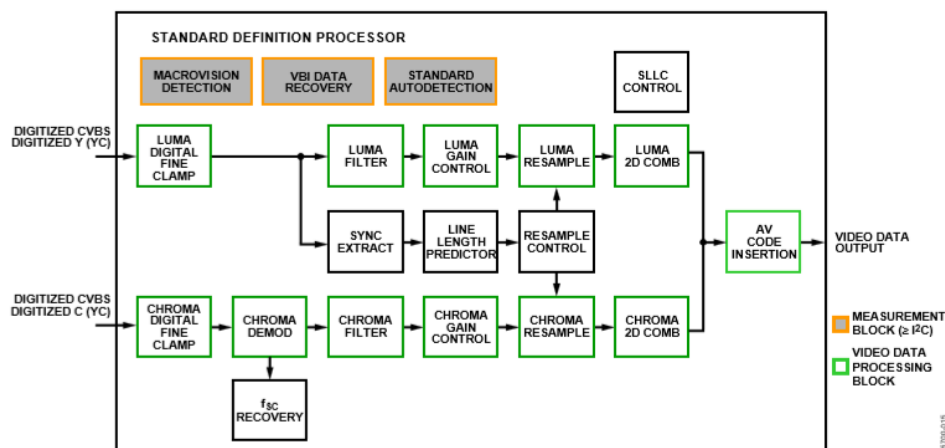 STANDARD DEFINITION PROCESSOR
MACROVISION
DETECTION
VBI DATA
RECOVERY
STANDARD
AUTODETECTION
SLLC
CONTROL
DIGITIZED CVBS
DIGITIZED Y (YC)
LUMA
DIGITAL
FINE
CLAMP
LUMA
FILTER
LUMA
GAIN
CONTROL
LUMA
RESAMPLE
LUMA
2D COMB
SYNC
EXTRACT
LINE
LENGTH
PREDICTOR
RESAMPLE
CONTROL
AV
CODE
INSERTION
VIDEO DATA
OUTPUT
DIGITIZED CVBS
DIGITIZED C (YC)
CHROMA
DIGITAL
FINE
CLAMP
CHROMA
DEMOD
CHROMA
FILTER
CHROMA
GAIN
CONTROL
CHROMA
RESAMPLE
CHROMA
2D COMB
fSC
RECOVERY
MEASUREMENT
BLOCK (≥ I²C)
VIDEO DATA
PROCESSING
BLOCK